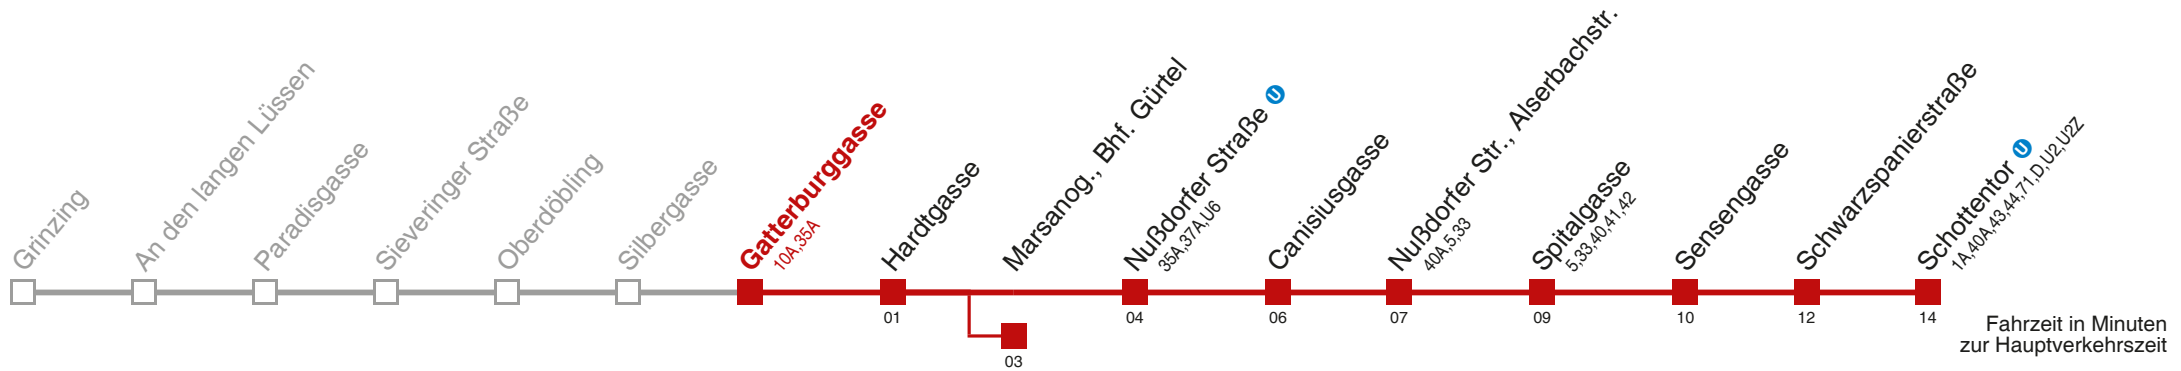 Grinzing
An den langen Lüssen
Paradisgasse
Sieveringer Straße
Oberdöbling
Silbergasse
Gatterburggasse
10A,35A
Hardtgasse
01
Marsanog., Bhf. Gürtel
03
Nußdorfer Straße U
35A,37A,U6
04
Canisiusgasse
06
Nußdorfer Str., Alserbachstr.
40A,5,33
07
Spitalgasse
5,33,40,41,42
09
Sensengasse
10
Schwarzspanierstraße
12
Schottentor U
1A,40A,43,44,71,D,U2,U2Z
14
Fahrzeit in Minuten
zur Hauptverkehrszeit